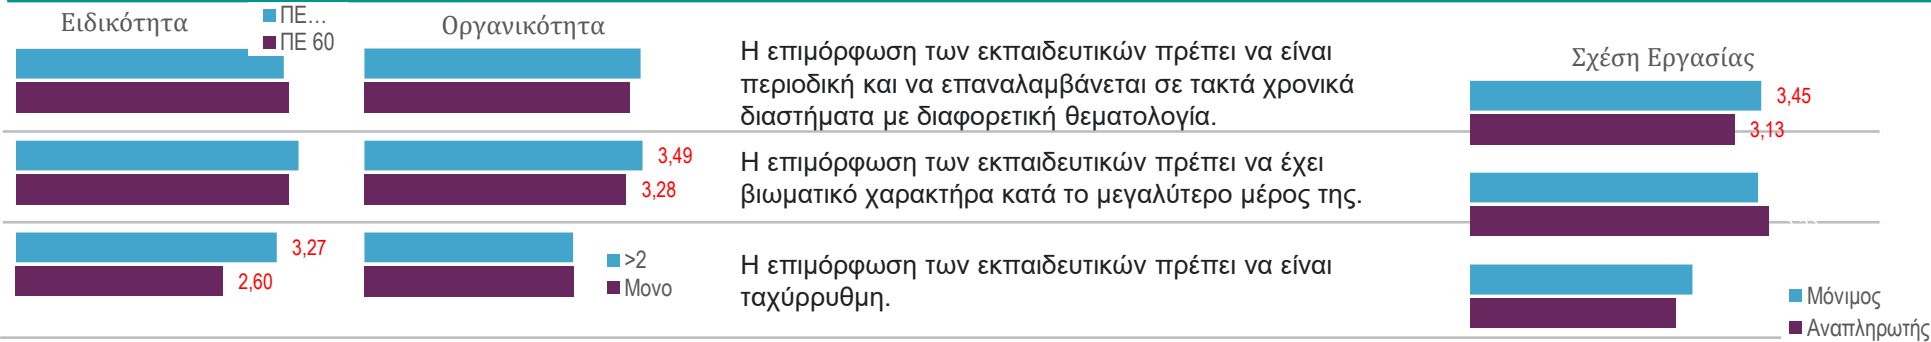 Ειδικότητα
ΠΕ…
ΠΕ 60
Οργανικότητα
Η επιμόρφωση των εκπαιδευτικών πρέπει να είναι
περιοδική και να επαναλαμβάνεται σε τακτά χρονικά
διαστήματα με διαφορετική θεματολογία.
Σχέση Εργασίας
3,45
3,13
3,49
3,28
Η επιμόρφωση των εκπαιδευτικών πρέπει να έχει
βιωματικό χαρακτήρα κατά το μεγαλύτερο μέρος της.
3,27
2,60
>2
Μονο
Η επιμόρφωση των εκπαιδευτικών πρέπει να είναι
ταχύρρυθμη.
Μόνιμος
Αναπληρωτής